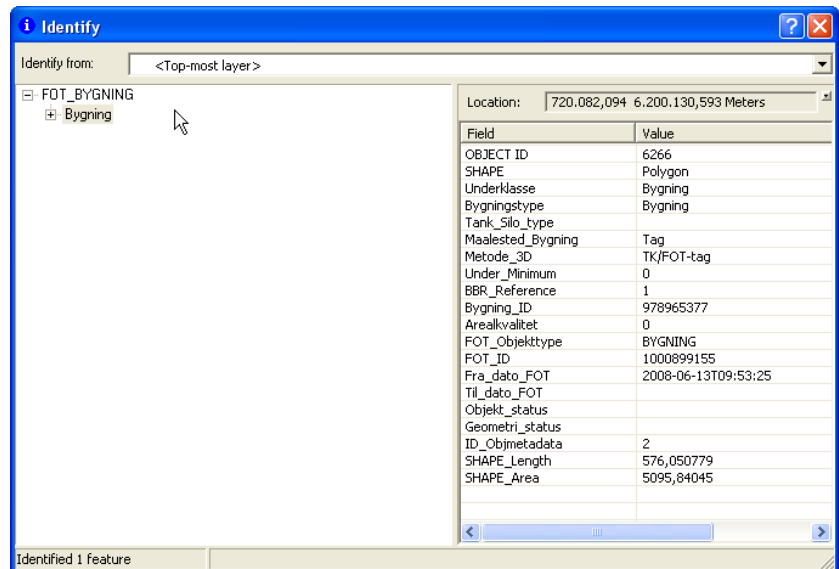 Identify
Identify from: <Top-most layer>
FOT_BYGNING
Bygning
Location: 720.082,094 6.200.130,593 Meters
Field Value
OBJECT ID 6266
SHAPE Polygon
Underklasse Bygning
Bygningstype Bygning
Tank_Silo_type
Maalested_Bygning Tag
Metode_3D TK/FOT-tag
Under_Minimum 0
BBR_Reference 1
Bygning_ID 978965377
Arealkvalitet 0
FOT_Objekttype BYGNING
FOT_ID 1000899155
Fra_dato_FOT 2008-06-13T09:53:25
Til_dato_FOT
Objekt_status
Geometri_status
ID_Objmetadata 2
SHAPE_Length 576,050779
SHAPE_Area 5095,84045
Identified 1 feature